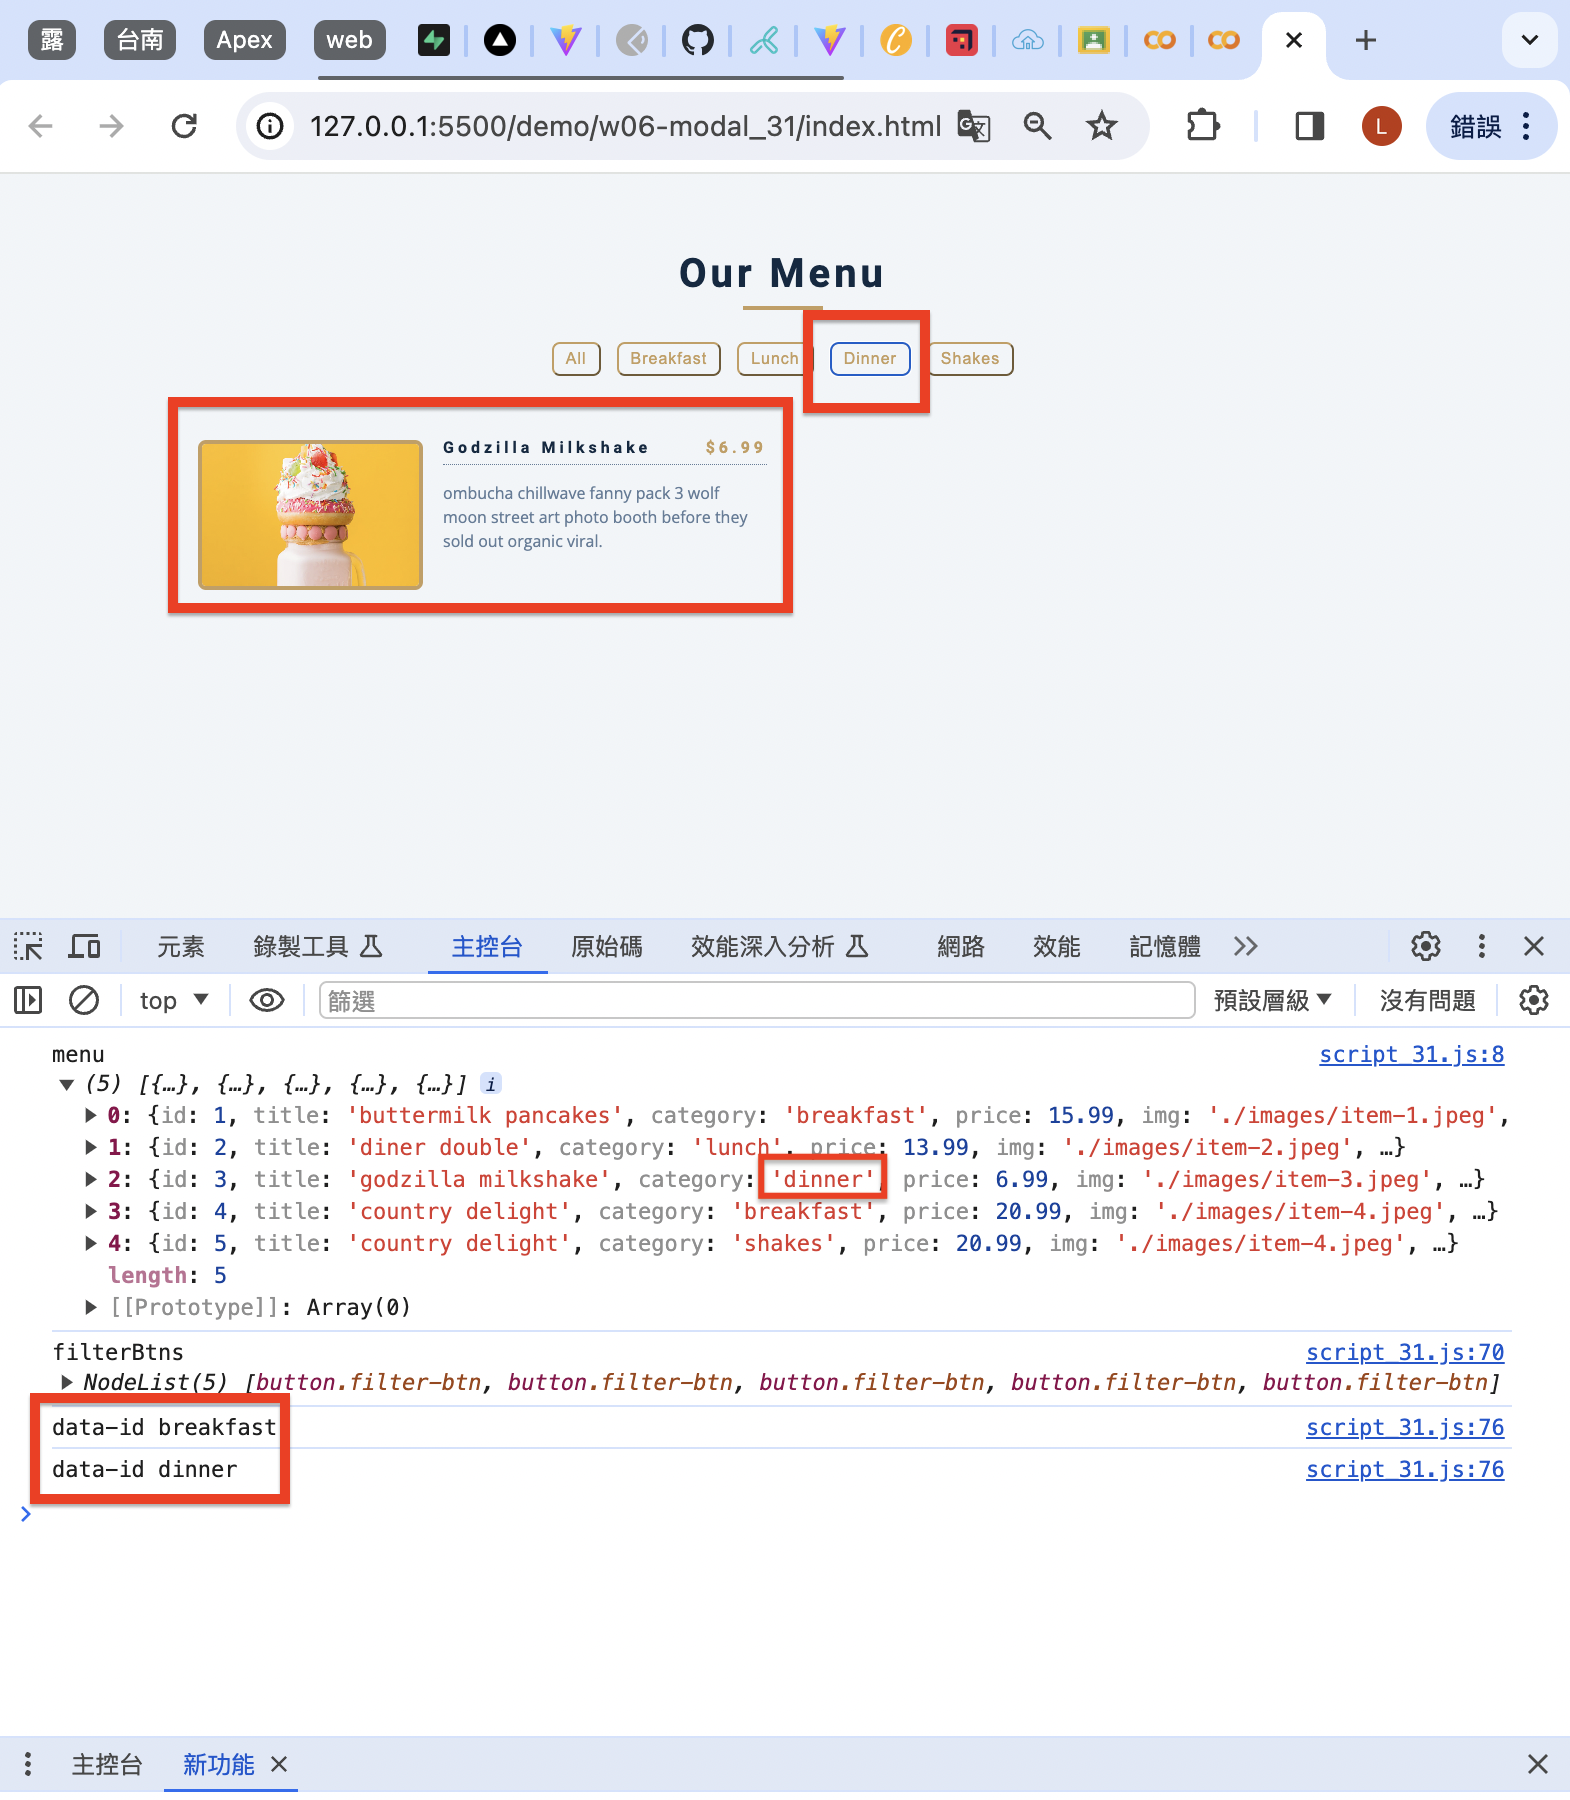 露 台南 Apex web
127.0.0.1:5500/demo/w06-modal_31/index.html L 錯誤
Our Menu
All Breakfast Lunch Dinner Shakes
Godzilla Milkshake $6.99
ombucha chillwave fanny pack 3 wolf
moon street art photo booth before they
sold out organic viral.
元素 錄製工具 主控台 原始碼 效能深入分析 網路 效能 記憶體
top 篩選 預設層級 沒有問題
menu script_31.js:8
(5) [{…}, {…}, {…}, {…}, {…}] i
0: {id: 1, title: 'buttermilk pancakes', category: 'breakfast', price: 15.99, img: './images/item-1.jpeg',
1: {id: 2, title: 'diner double', category: 'lunch', price: 13.99, img: './images/item-2.jpeg', …}
2: {id: 3, title: 'godzilla milkshake', category: 'dinner', price: 6.99, img: './images/item-3.jpeg', …}
3: {id: 4, title: 'country delight', category: 'breakfast', price: 20.99, img: './images/item-4.jpeg', …}
4: {id: 5, title: 'country delight', category: 'shakes', price: 20.99, img: './images/item-4.jpeg', …}
length: 5
[[Prototype]]: Array(0)
filterBtns script_31.js:70
NodeList(5) [button.filter-btn, button.filter-btn, button.filter-btn, button.filter-btn, button.filter-btn]
data-id breakfast script_31.js:76
data-id dinner script_31.js:76
主控台 新功能